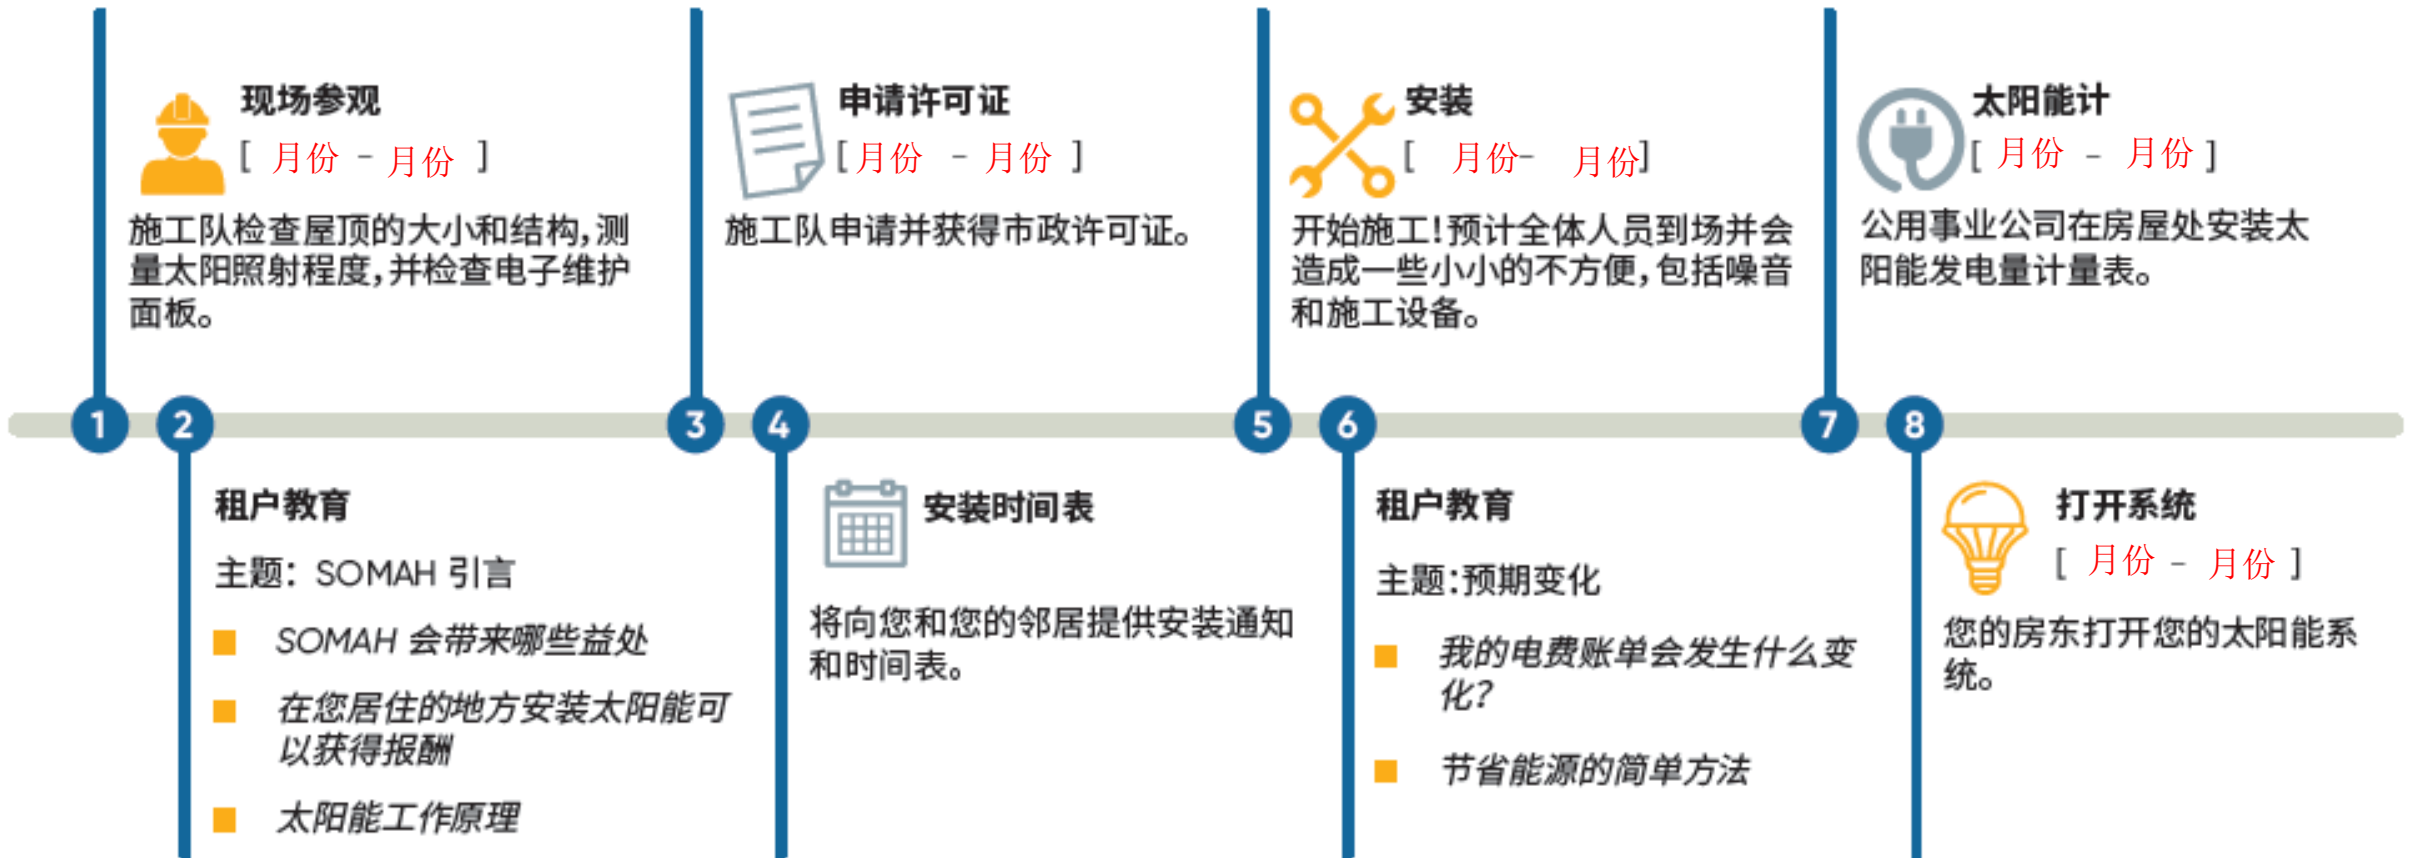 现场参观
[ 月份 - 月份 ]
施工队检查屋顶的大小和结构,测
量太阳照射程度,并检查电子维护
面板。
申请许可证
[月份 - 月份 ]
施工队申请并获得市政许可证。
安装
[ 月份- 月份]
开始施工!预计全体人员到场并会
造成一些小小的不方便,包括噪音
和施工设备。
太阳能计
[ 月份 - 月份 ]
公用事业公司在房屋处安装太
阳能发电量计量表。
1 2 3 4 5 6 7 8
租户教育
主题: SOMAH 引言
SOMAH 会带来哪些益处
在您居住的地方安装太阳能可
以获得报酬
太阳能工作原理
安装时间表
将向您和您的邻居提供安装通知
和时间表。
租户教育
主题:预期变化
我的电费账单会发生什么变
化?
节省能源的简单方法
打开系统
[ 月份 - 月份 ]
您的房东打开您的太阳能系
统。